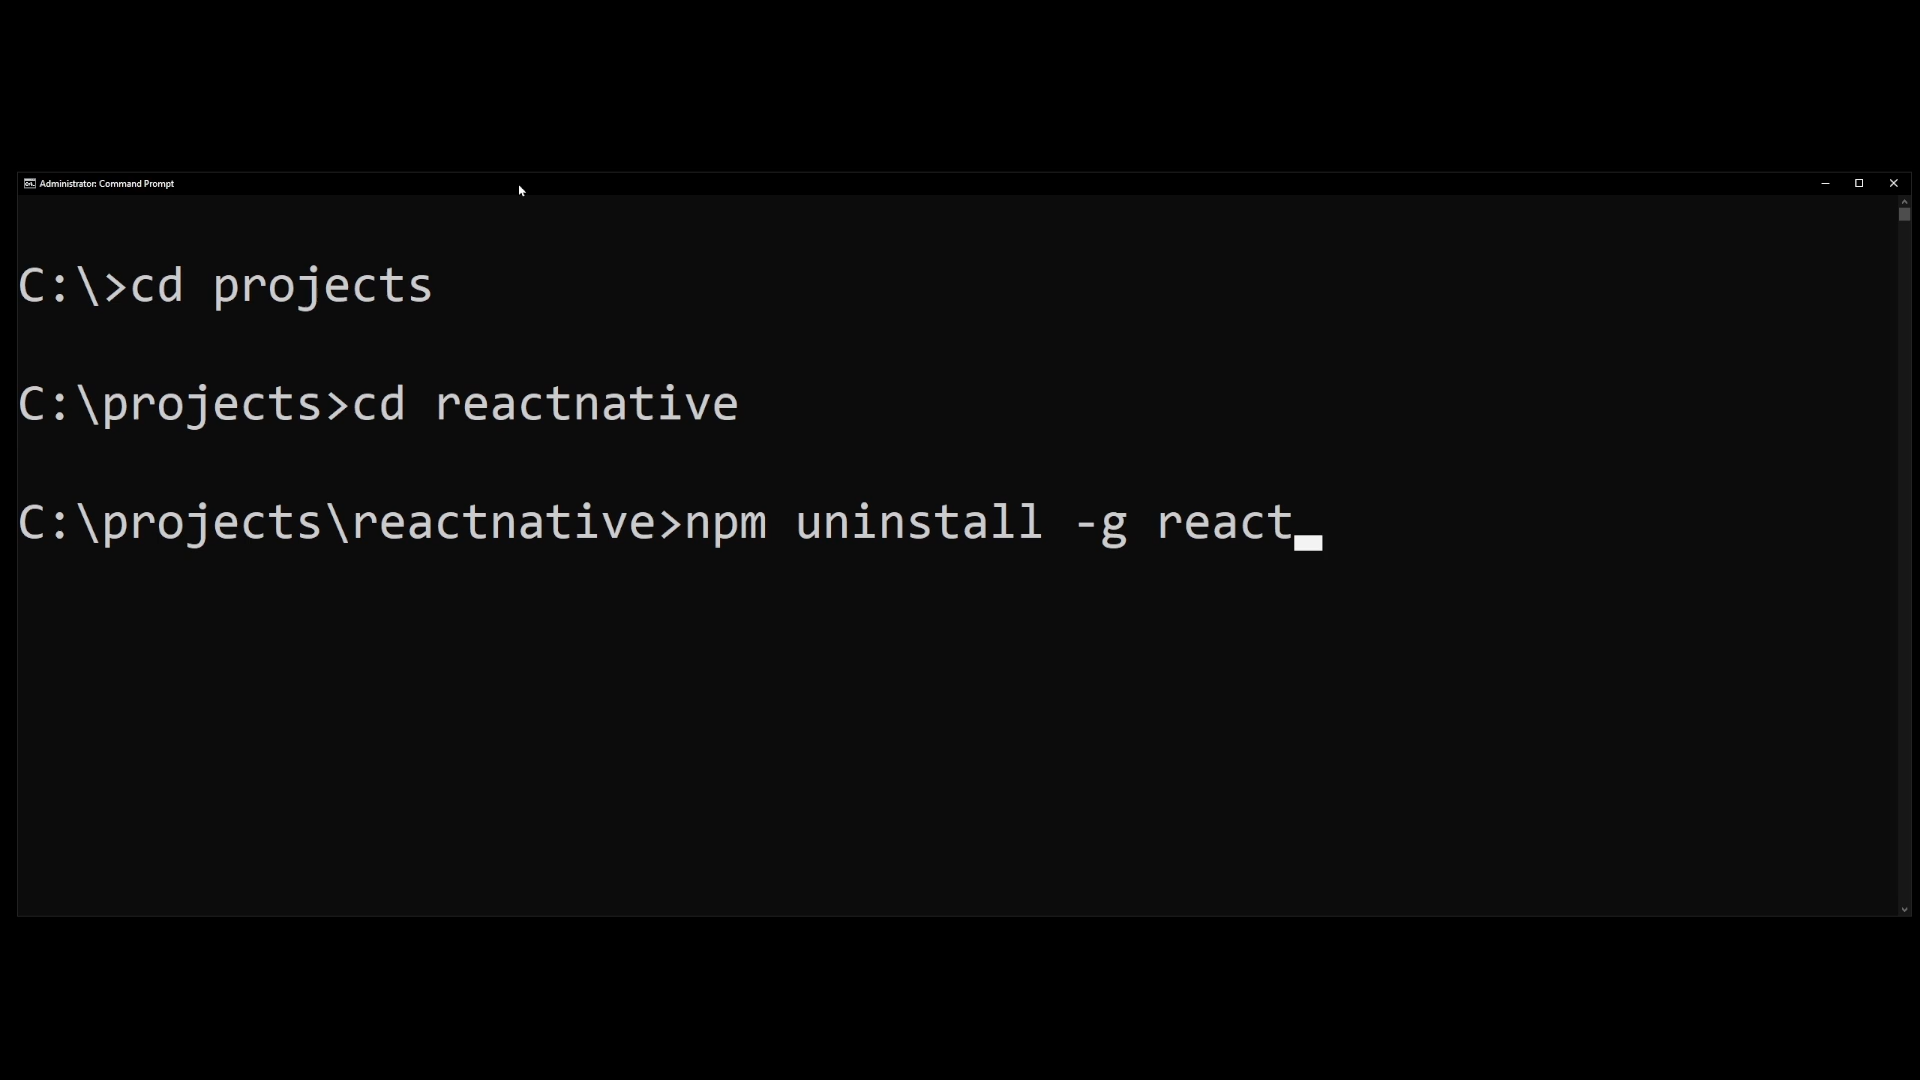 Administrator: Command Prompt
C:\>cd projects
C:\projects>cd reactnative
C:\projects\reactnative>npm uninstall -g react